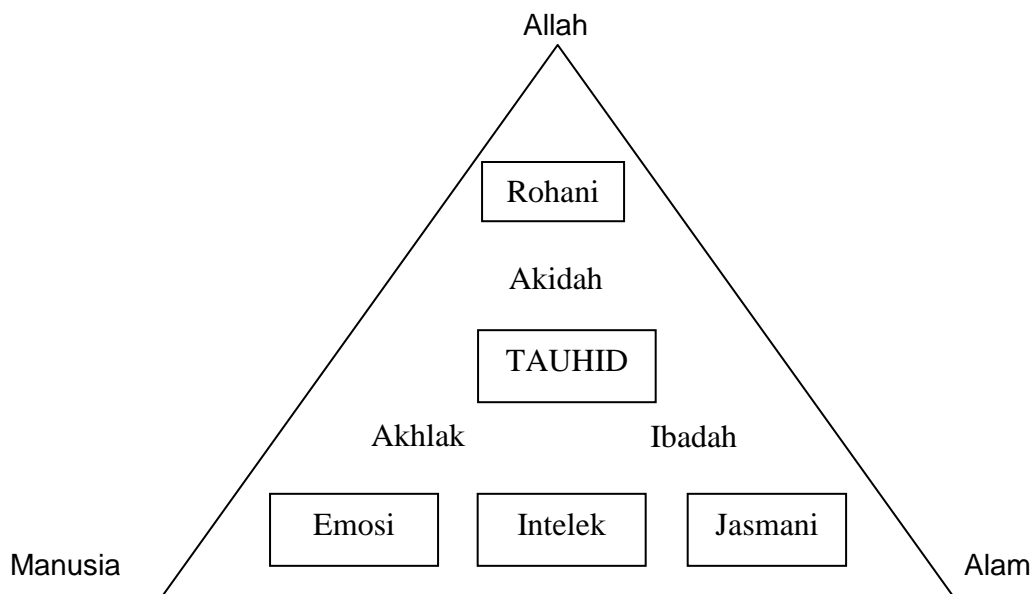 Allah
Rohani
Akidah
TAUHID
Akhlak Ibadah
Emosi Intelek Jasmani
Manusia Alam